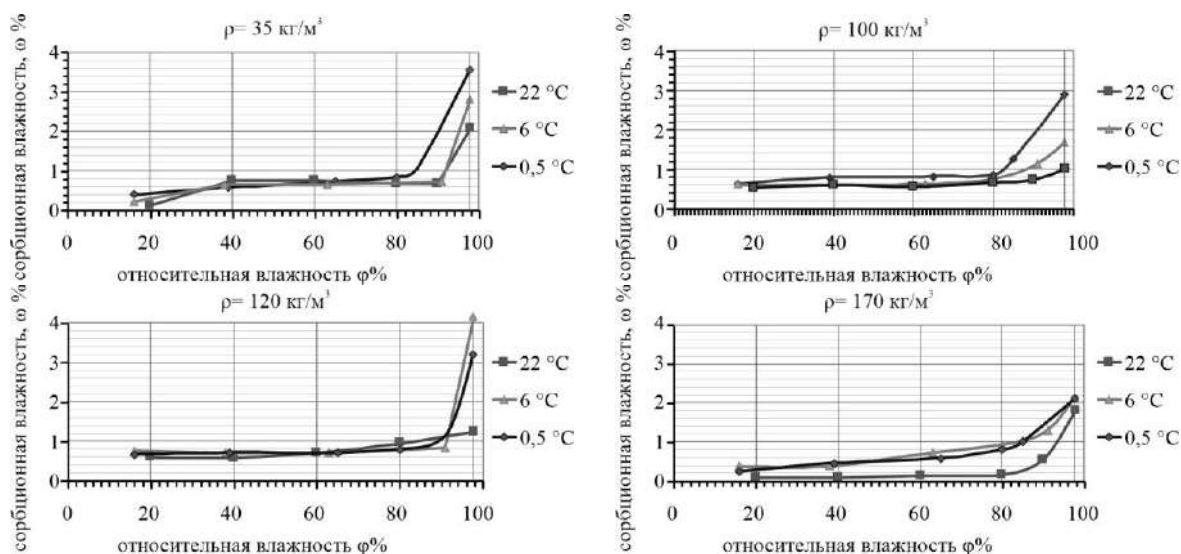 ρ= 35 кг/м³
сорбционная влажность, ω %
4
3
2
1
0
0 20 40 60 80 100
относительная влажность φ%
22 °C
6 °C
0,5 °C
ρ= 100 кг/м³
сорбционная влажность, ω %
4
3
2
1
0
0 20 40 60 80 100
относительная влажность φ%
22 °C
6 °C
0,5 °C
ρ= 120 кг/м³
сорбционная влажность, ω %
4
3
2
1
0
0 20 40 60 80 100
относительная влажность φ%
22 °C
6 °C
0,5 °C
ρ= 170 кг/м³
сорбционная влажность, ω %
4
3
2
1
0
0 20 40 60 80 100
относительная влажность φ%
22 °C
6 °C
0,5 °C